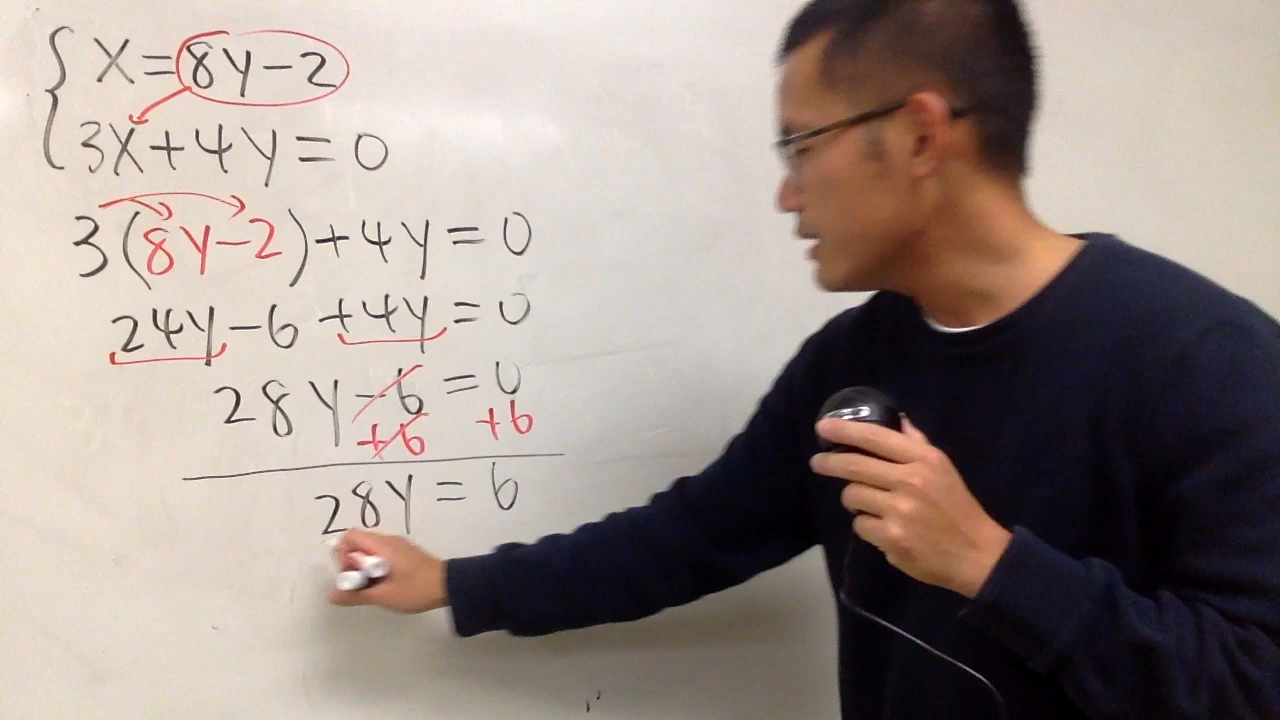 x = 8y - 2
3x + 4y = 0
3(8y - 2) + 4y = 0
24y - 6 + 4y = 0
28y - 6 = 0
+6 +6
28y = 6